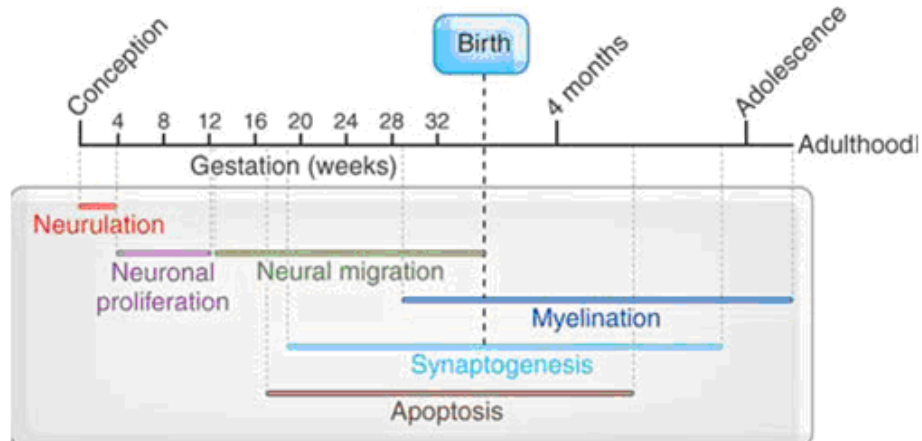 Birth
Conception
4 months
Adolescence
4 8 12 16 20 24 28 32
Adulthood
Gestation (weeks)
Neurulation
Neuronal
proliferation
Neural migration
Myelination
Synaptogenesis
Apoptosis